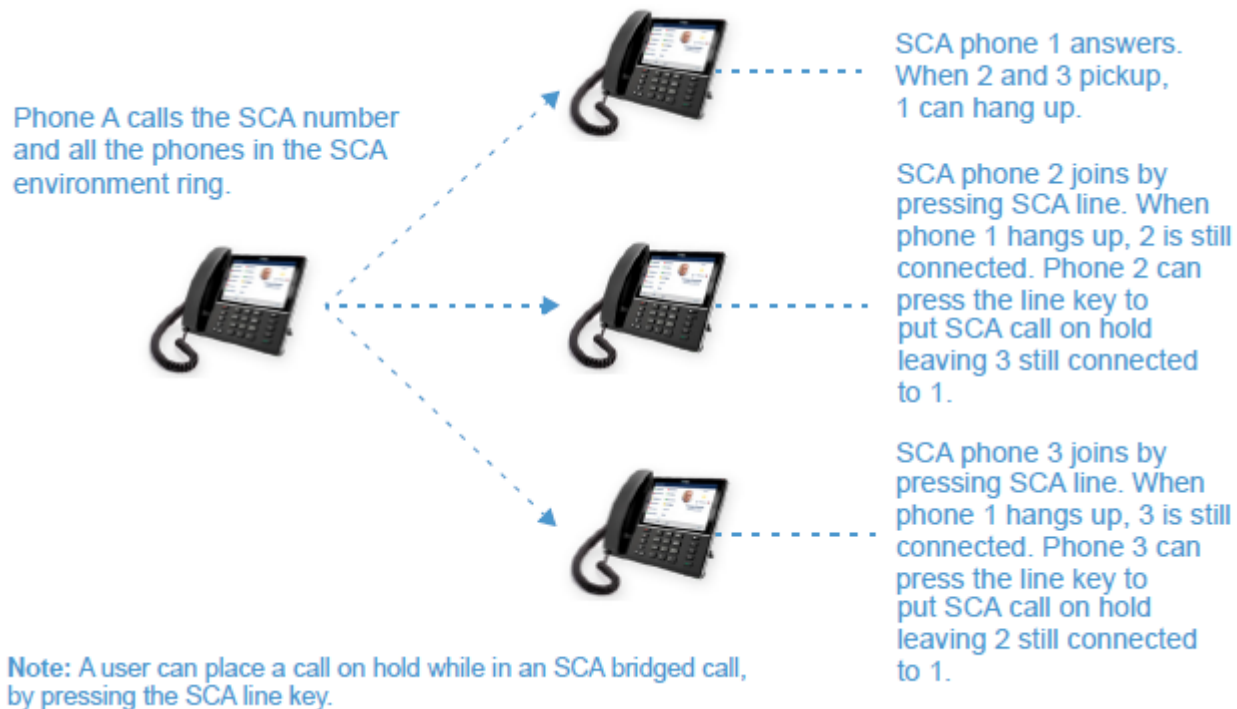 Phone A calls the SCA number
and all the phones in the SCA
environment ring.
SCA phone 1 answers.
When 2 and 3 pickup,
1 can hang up.
SCA phone 2 joins by
pressing SCA line. When
phone 1 hangs up, 2 is still
connected. Phone 2 can
press the line key to
put SCA call on hold
leaving 3 still connected
to 1.
SCA phone 3 joins by
pressing SCA line. When
phone 1 hangs up, 3 is still
connected. Phone 3 can
press the line key to
put SCA call on hold
leaving 2 still connected
to 1.
Note: A user can place a call on hold while in an SCA bridged call,
by pressing the SCA line key.